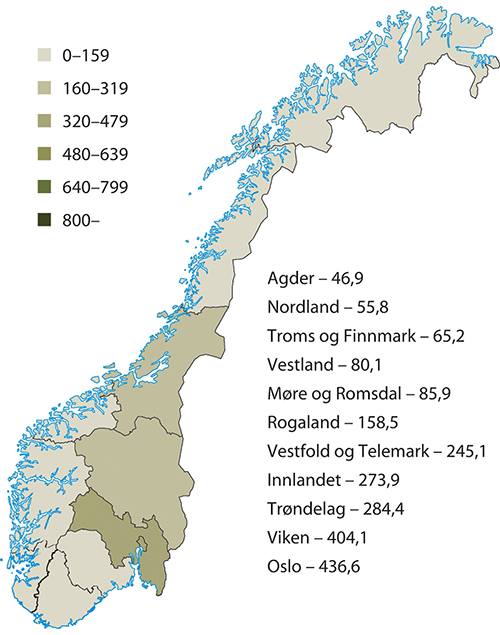 0–159
160–319
320–479
480–639
640–799
800–
Agder – 46,9
Nordland – 55,8
Troms og Finnmark – 65,2
Vestland – 80,1
Møre og Romsdal – 85,9
Rogaland – 158,5
Vestfold og Telemark – 245,1
Innlandet – 273,9
Trøndelag – 284,4
Viken – 404,1
Oslo – 436,6